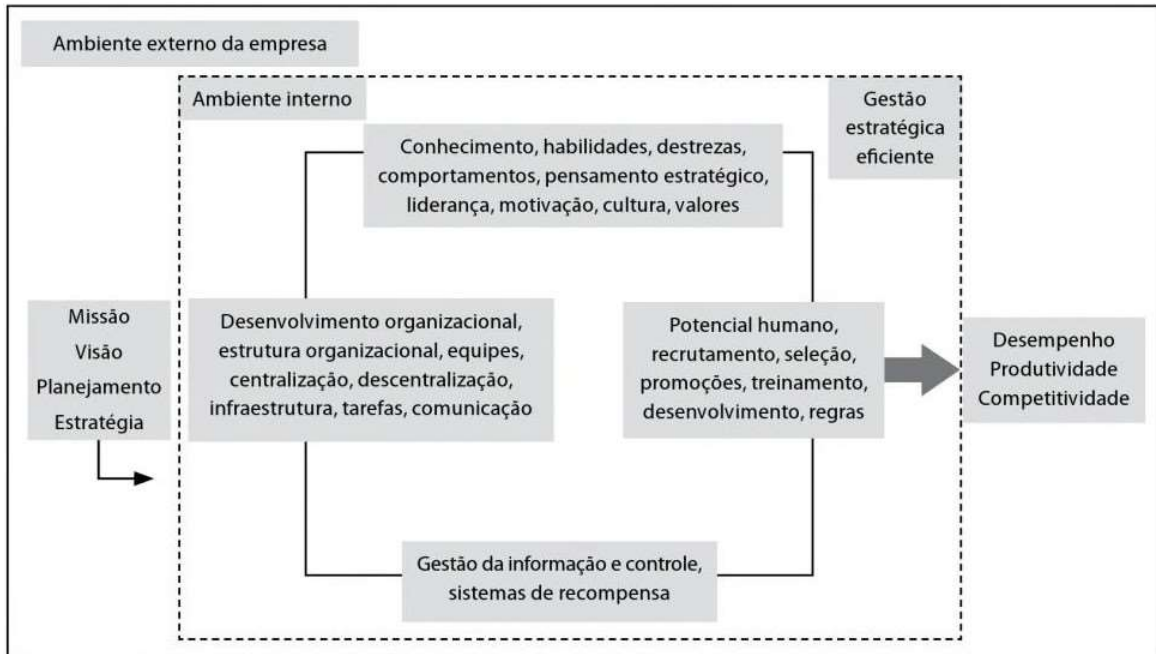 Ambiente externo da empresa
Ambiente interno
Gestão
estratégica
eficiente
Conhecimento, habilidades, destrezas,
comportamentos, pensamento estratégico,
liderança, motivação, cultura, valores
Missão
Visão
Planejamento
Estratégia
Desenvolvimento organizacional,
estrutura organizacional, equipes,
centralização, descentralização,
infraestrutura, tarefas, comunicação
Potencial humano,
recrutamento, seleção,
promoções, treinamento,
desenvolvimento, regras
Desempenho
Produtividade
Competitividade
Gestão da informação e controle,
sistemas de recompensa